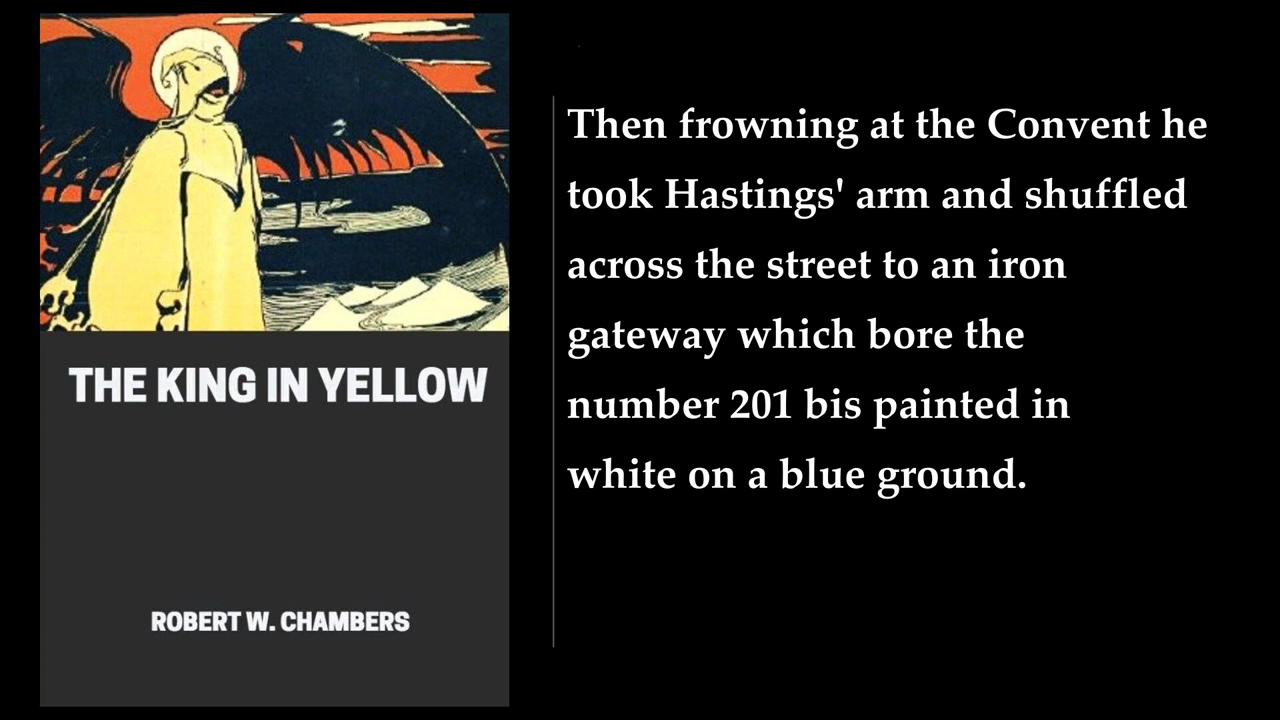 THE KING IN YELLOW
ROBERT W. CHAMBERS
Then frowning at the Convent he
took Hastings' arm and shuffled
across the street to an iron
gateway which bore the
number 201 bis painted in
white on a blue ground.